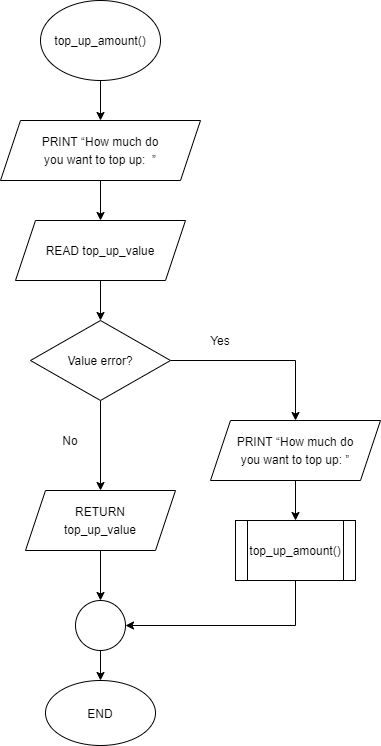 top_up_amount()
PRINT “How much do
you want to top up:  ”
READ top_up_value
Value error?
Yes
No
PRINT “How much do
you want to top up: ”
RETURN
top_up_value
top_up_amount()
END